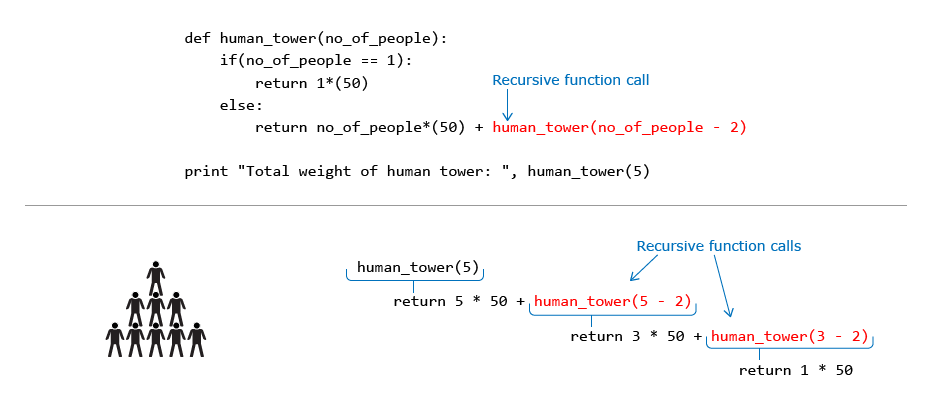 def human_tower(no_of_people):
if(no_of_people == 1):
return 1*(50)
Recursive function call
else:
return no_of_people*(50) + human_tower(no_of_people - 2)
print "Total weight of human tower: ", human_tower(5)
Recursive function calls
human_tower(5)
return 5 * 50 + human_tower(5 - 2)
return 3 * 50 + human_tower(3 - 2)
return 1 * 50